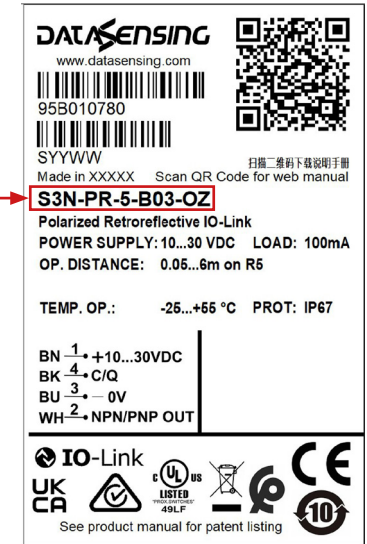 DATASENSING
www.datasensing.com
95B010780
SYYWW
扫描二维码下载说明手册
Made in XXXXX Scan QR Code for web manual
S3N-PR-5-B03-OZ
Polarized Retroreflective IO-Link
POWER SUPPLY: 10...30 VDC LOAD: 100mA
OP. DISTANCE: 0.05...6m on R5
TEMP. OP.: -25...+55 °C PROT: IP67
BN 1 +10...30VDC
BK 4 C/Q
BU 3 – 0V
WH 2 NPN/PNP OUT
IO-Link
UK
CA
c UL us
LISTED
"PROX.SWITCHES"
49LF
CE
10
See product manual for patent listing